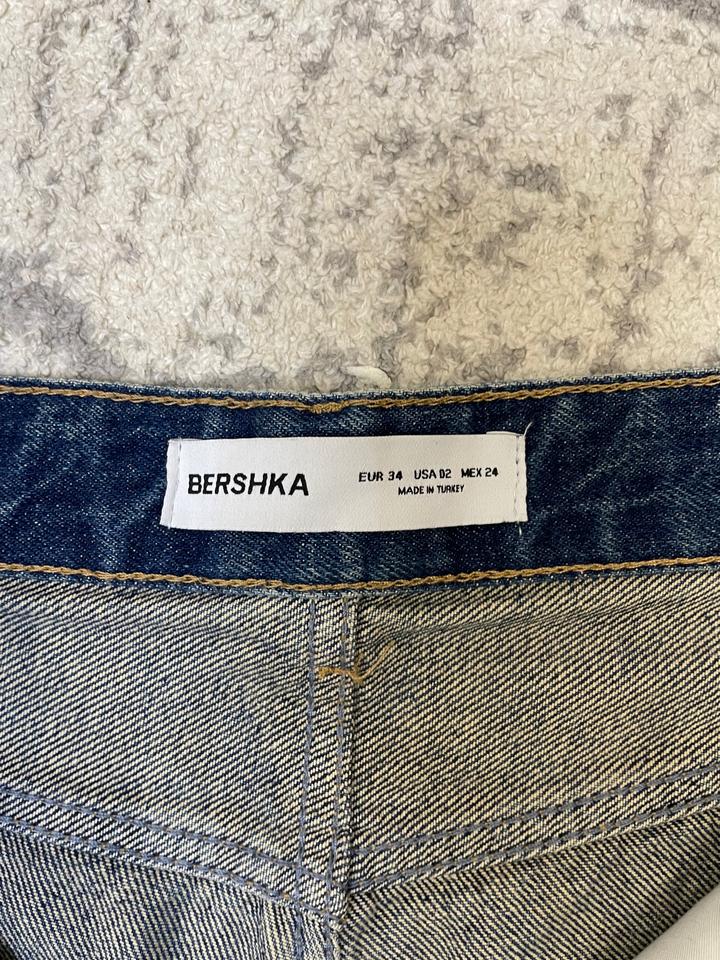 BERSHKA
EUR 34 USA 02 MEX 24
MADE IN TURKEY